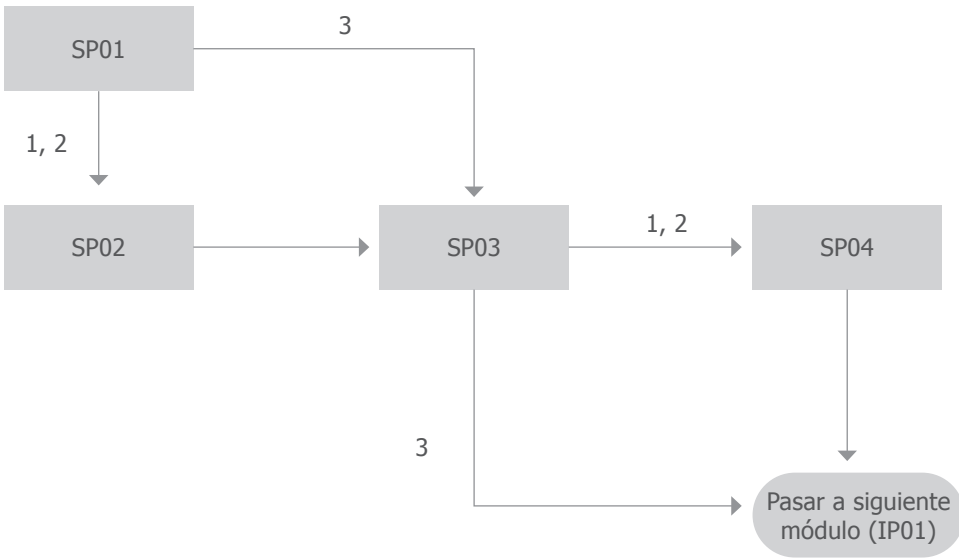 SP01
3
1, 2
SP02
SP03
1, 2
SP04
3
Pasar a siguiente
módulo (IP01)